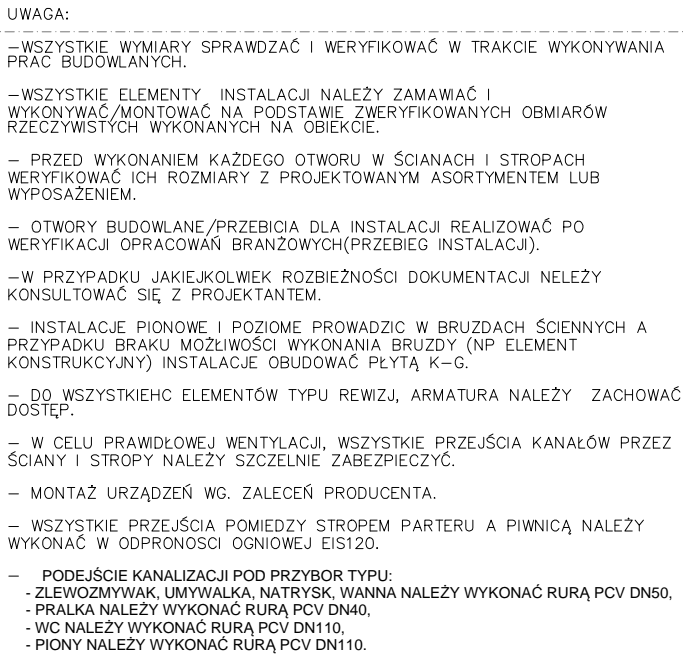 UWAGA:
–WSZYSTKIE WYMIARY SPRAWDZAĆ I WERYFIKOWAĆ W TRAKCIE WYKONYWANIA
PRAC BUDOWLANYCH.
–WSZYSTKIE ELEMENTY INSTALACJI NALEŻY ZAMAWIAĆ I
WYKONYWAĆ/MONTOWAĆ NA PODSTAWIE ZWERYFIKOWANYCH OBMIARÓW
RZECZYWISTYCH WYKONANYCH NA OBIEKCIE.
– PRZED WYKONANIEM KAŻDEGO OTWORU W ŚCIANACH I STROPACH
WERYFIKOWAĆ ICH ROZMIARY Z PROJEKTOWANYM ASORTYMENTEM LUB
WYPOSAŻENIEM.
– OTWORY BUDOWLANE/PRZEBICIA DLA INSTALACJI REALIZOWAĆ PO
WERYFIKACJI OPRACOWAŃ BRANŻOWYCH(PRZEBIEG INSTALACJI).
–W PRZYPADKU JAKIEJKOLWIEK ROZBIEŻNOŚCI DOKUMENTACJI NELEŻY
KONSULTOWAĆ SIĘ Z PROJEKTANTEM.
– INSTALACJE PIONOWE I POZIOME PROWADZIC W BRUZDACH ŚCIENNYCH A
PRZYPADKU BRAKU MOŻLIWOŚCI WYKONANIA BRUZDY (NP ELEMENT
KONSTRUKCYJNY) INSTALACJE OBUDOWAĆ PŁYTĄ K–G.
– DO WSZYSTKIEHC ELEMENTÓW TYPU REWIZJ, ARMATURA NALEŻY ZACHOWAĆ
DOSTĘP.
– W CELU PRAWIDŁOWEJ WENTYLACJI, WSZYSTKIE PRZEJŚCIA KANAŁÓW PRZEZ
ŚCIANY I STROPY NALEŻY SZCZELNIE ZABEZPIECZYĆ.
– MONTAŻ URZĄDZEŃ WG. ZALECEŃ PRODUCENTA.
– WSZYSTKIE PRZEJŚCIA POMIEDZY STROPEM PARTERU A PIWNICĄ NALEŻY
WYKONAĆ W ODPRONOSCI OGNIOWEJ EIS120.
– PODEJŚCIE KANALIZACJI POD PRZYBOR TYPU:
- ZLEWOZMYWAK, UMYWALKA, NATRYSK, WANNA NALEŻY WYKONAĆ RURĄ PCV DN50,
- PRALKA NALEŻY WYKONAĆ RURĄ PCV DN40,
- WC NALEŻY WYKONAĆ RURĄ PCV DN110,
- PIONY NALEŻY WYKONAĆ RURĄ PCV DN110.